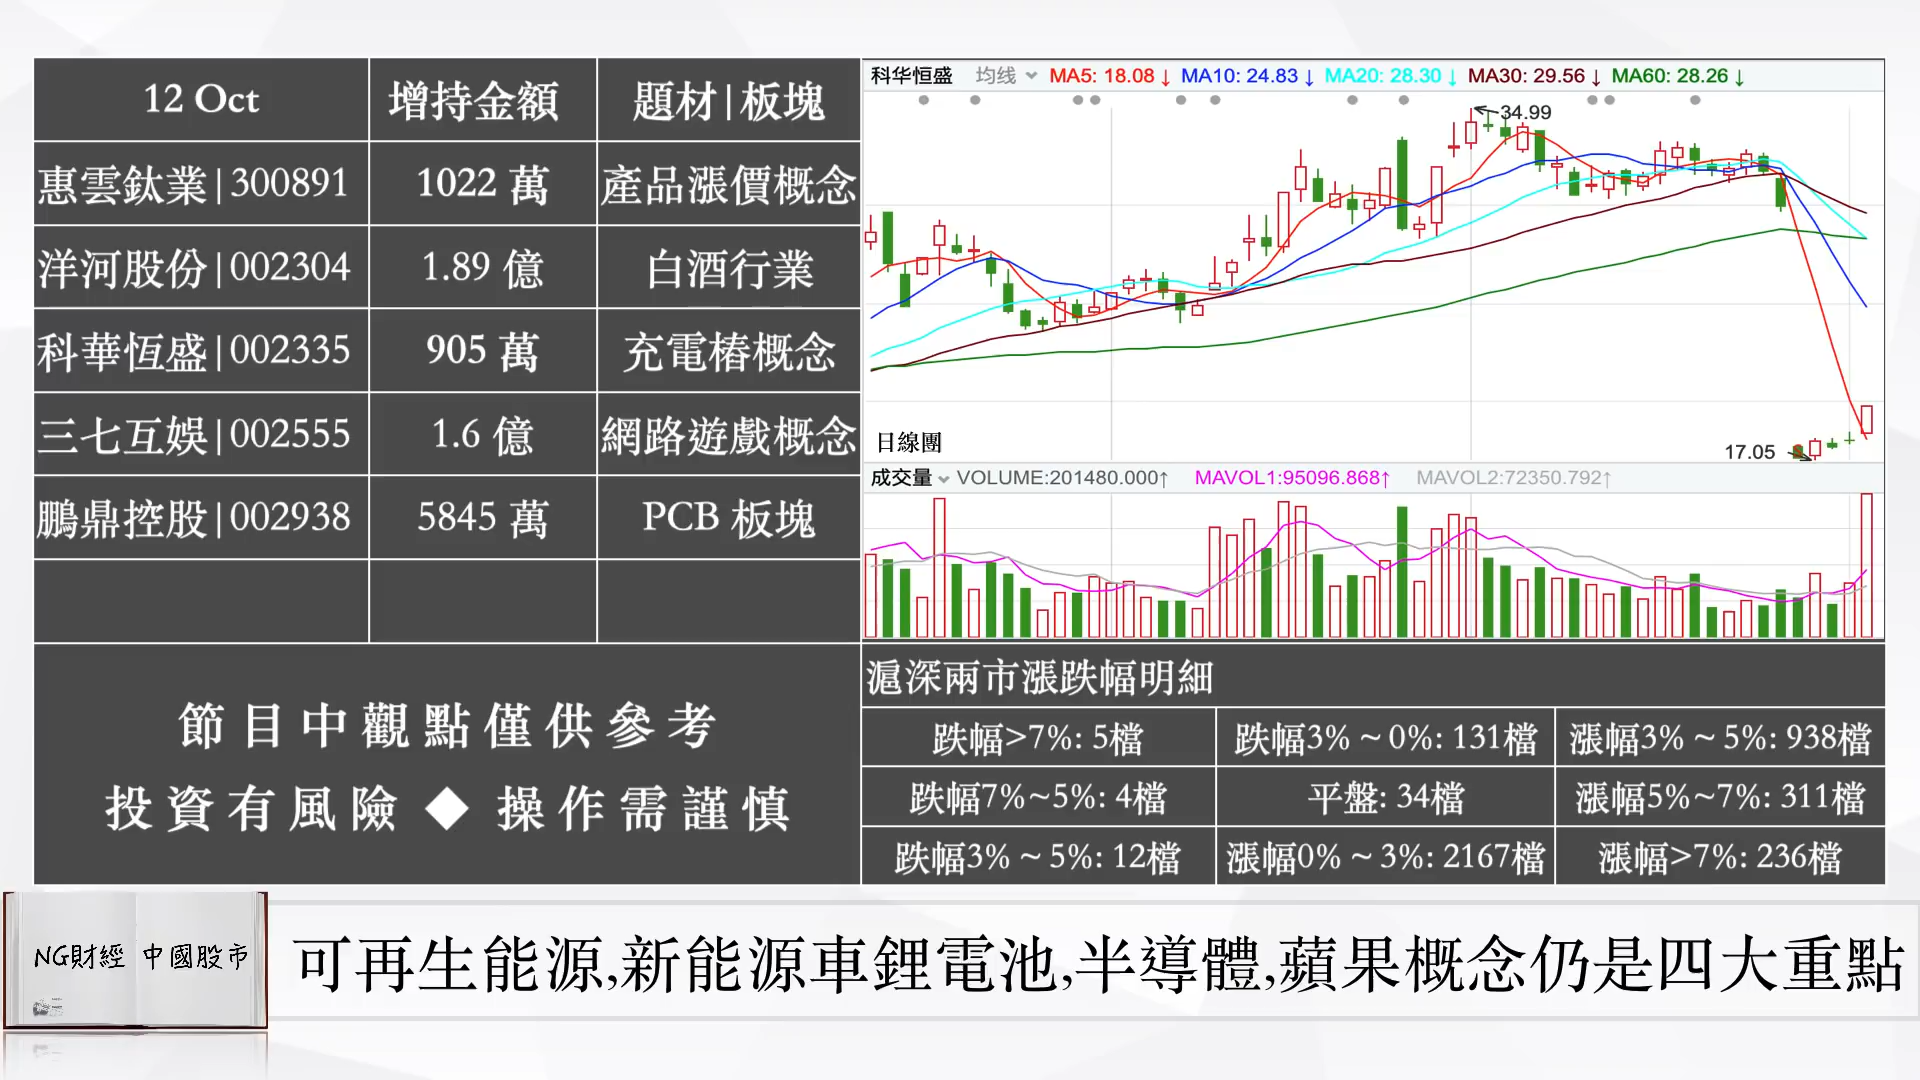 12 Oct 增持金額 題材|板塊
惠雲鈦業|300891 1022 萬 產品漲價概念
洋河股份|002304 1.89 億 白酒行業
科華恆盛|002335 905 萬 充電樁概念
三七互娛|002555 1.6 億 網路遊戲概念
鵬鼎控股|002938 5845 萬 PCB 板塊
節目中觀點僅供參考
投資有風險 ◆ 操作需謹慎
科华恒盛 均线 MA5: 18.08↓ MA10: 24.83↓ MA20: 28.30↓ MA30: 29.56↓ MA60: 28.26↓
34.99
17.05
日線團
成交量 VOLUME:201480.000↑ MAVOL1:95096.868↑ MAVOL2:72350.792↑
滬深兩市漲跌幅明細
跌幅>7%: 5檔 跌幅3% ~ 0%: 131檔 漲幅3% ~ 5%: 938檔
跌幅7%~5%: 4檔 平盤: 34檔 漲幅5%~7%: 311檔
跌幅3% ~ 5%: 12檔 漲幅0% ~ 3%: 2167檔 漲幅>7%: 236檔
NG財經 中國股市
可再生能源,新能源車鋰電池,半導體,蘋果概念仍是四大重點